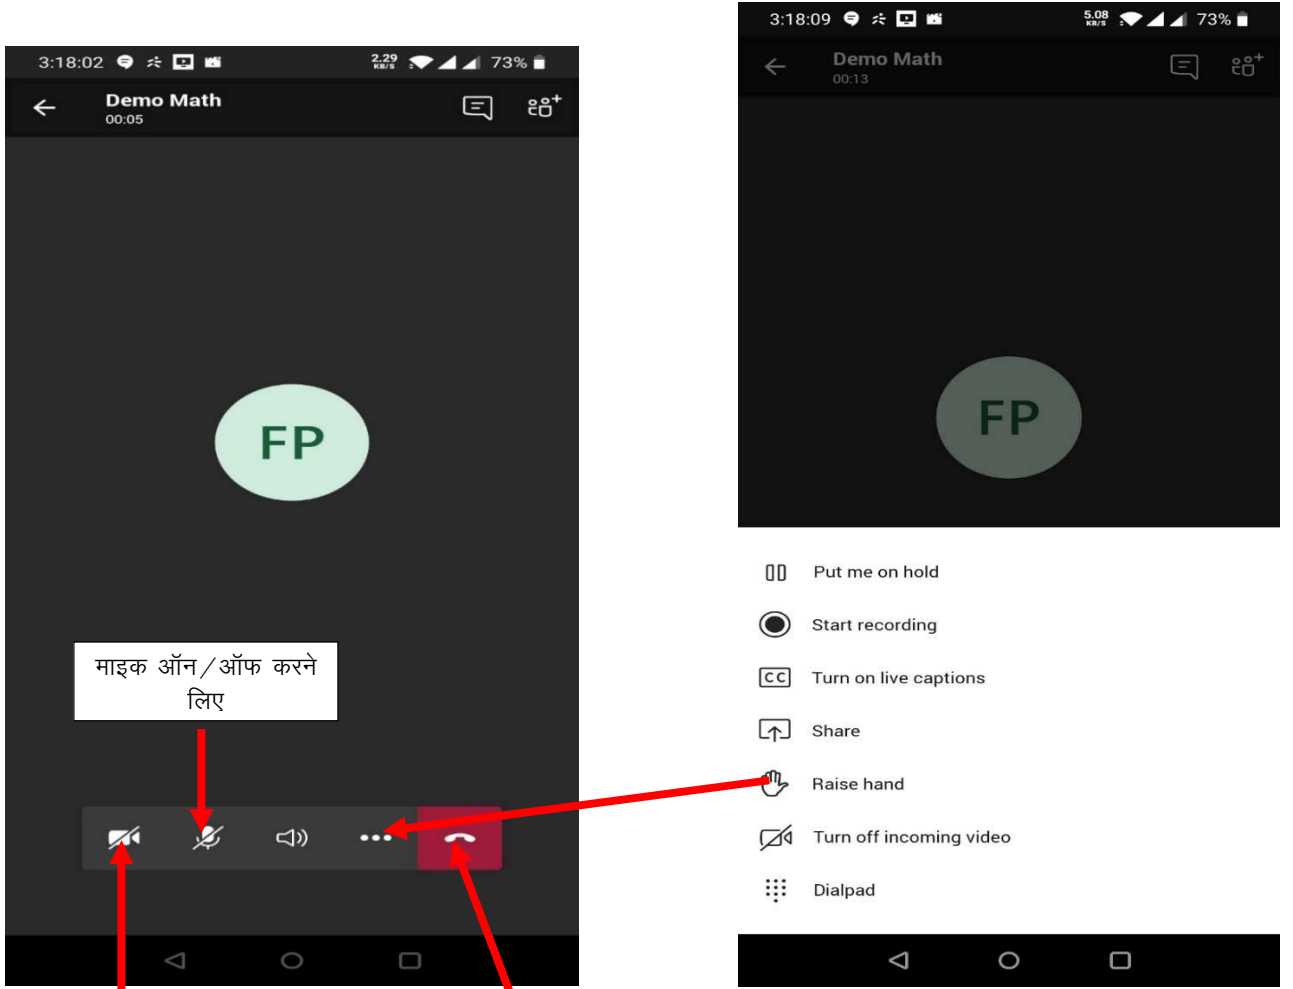 3:18:02
2.29
KB/S
73%
Demo Math
00:05
FP
माइक ऑन/ऑफ करने
लिए
3:18:09
5.08
KB/S
73%
Demo Math
00:13
FP
Put me on hold
Start recording
CC Turn on live captions
Share
Raise hand
Turn off incoming video
Dialpad